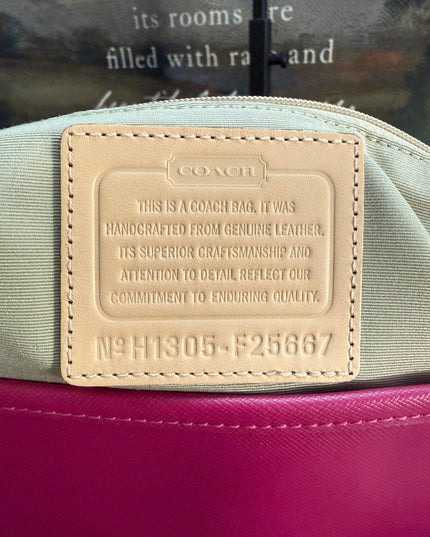 its rooms are
filled with rare and
COACH
THIS IS A COACH BAG. IT WAS
HANDCRAFTED FROM GENUINE LEATHER.
ITS SUPERIOR CRAFTSMANSHIP AND
ATTENTION TO DETAIL REFLECT OUR
COMMITMENT TO ENDURING QUALITY.
Nº H1305-F25667